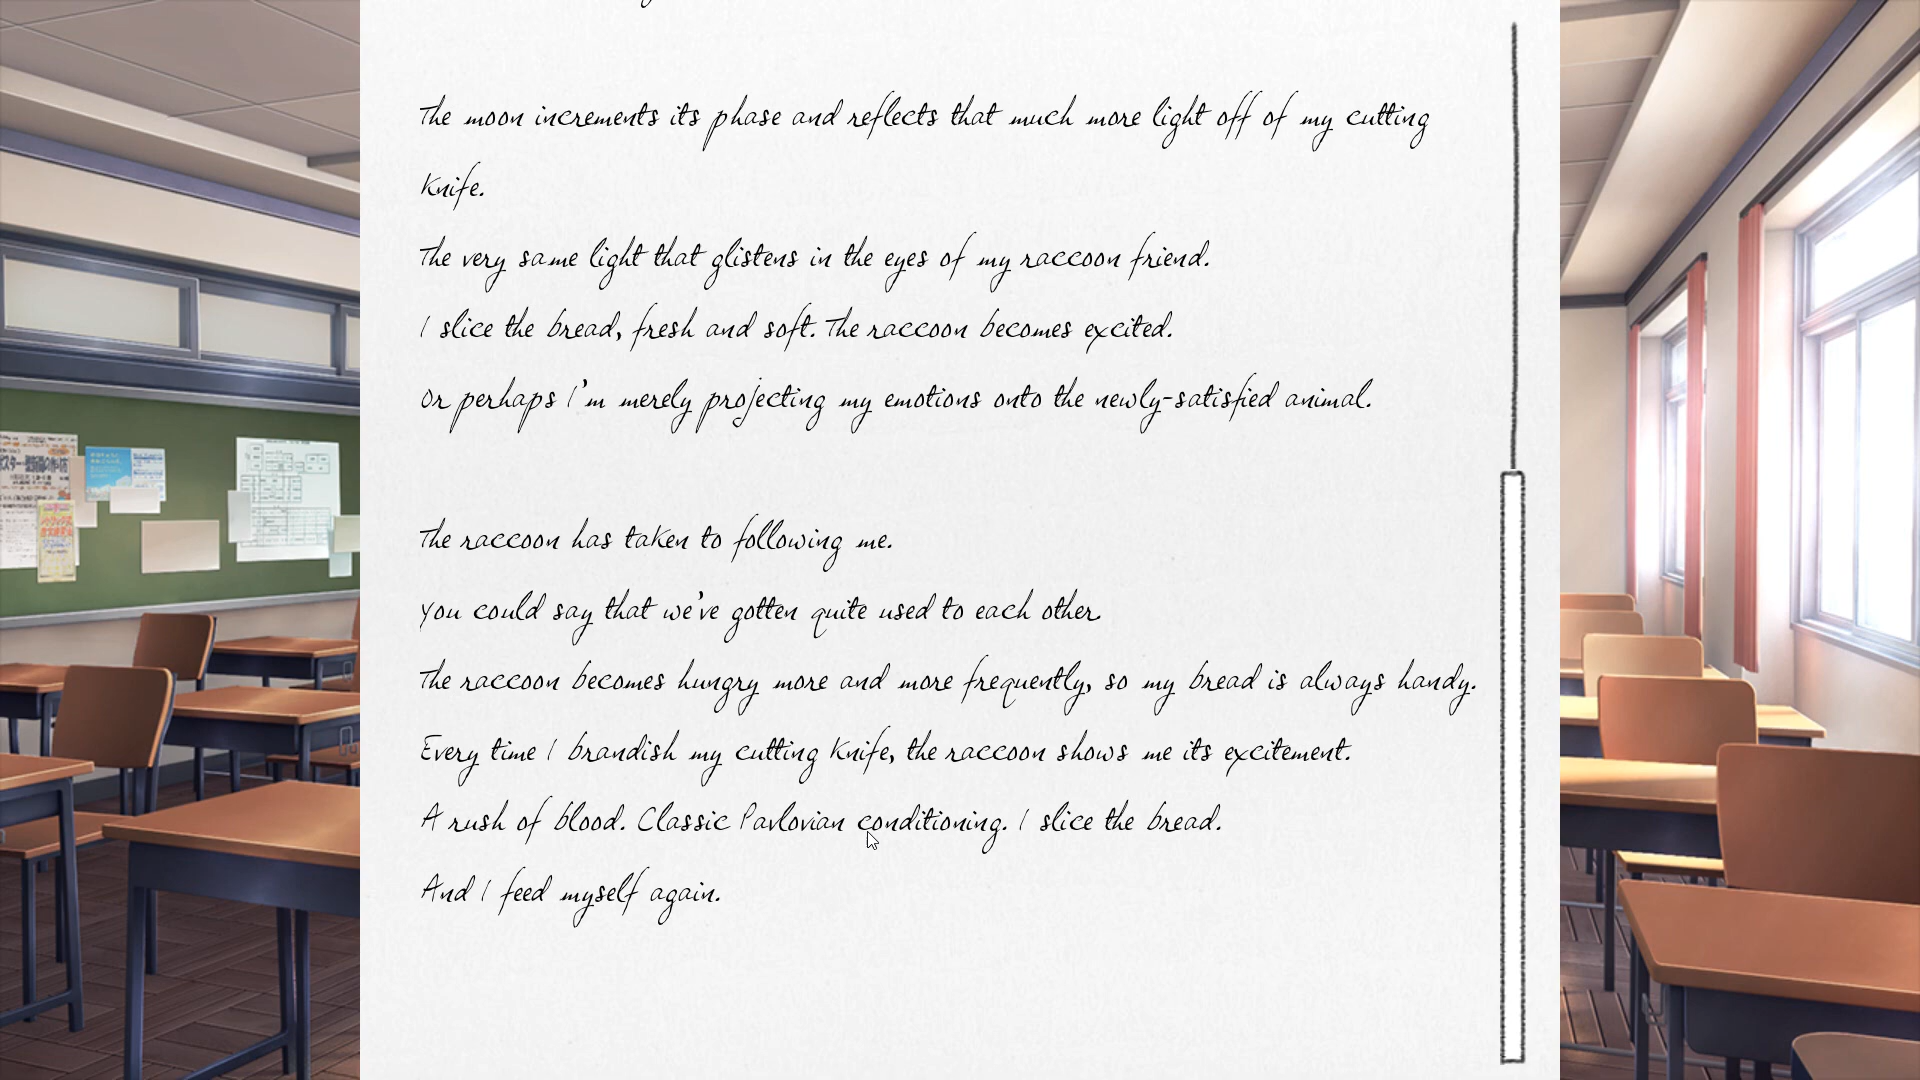 The moon increments its phase and reflects that much more light off of my cutting
knife.
The very same light that glistens in the eyes of my raccoon friend.
I slice the bread, fresh and soft. The raccoon becomes excited.
Or perhaps I'm merely projecting my emotions onto the newly-satisfied animal.
The raccoon has taken to following me.
You could say that we've gotten quite used to each other.
The raccoon becomes hungry more and more frequently, so my bread is always handy.
Every time I brandish my cutting knife, the raccoon shows me its excitement.
A rush of blood. Classic Pavlovian conditioning. I slice the bread.
And I feed myself again.